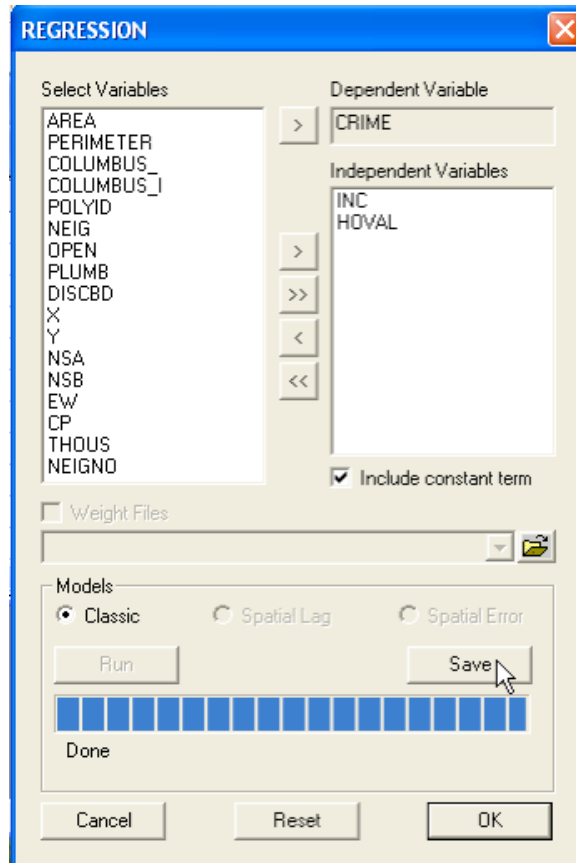 REGRESSION
Select Variables
AREA
PERIMETER
COLUMBUS_
COLUMBUS_I
POLYID
NEIG
OPEN
PLUMB
DISCBD
X
Y
NSA
NSB
EW
CP
THOUS
NEIGNO
>
>
>>
<
<<
Dependent Variable
CRIME
Independent Variables
INC
HOVAL
Include constant term
Weight Files
Models
Classic Spatial Lag Spatial Error
Run Save
Done
Cancel Reset OK